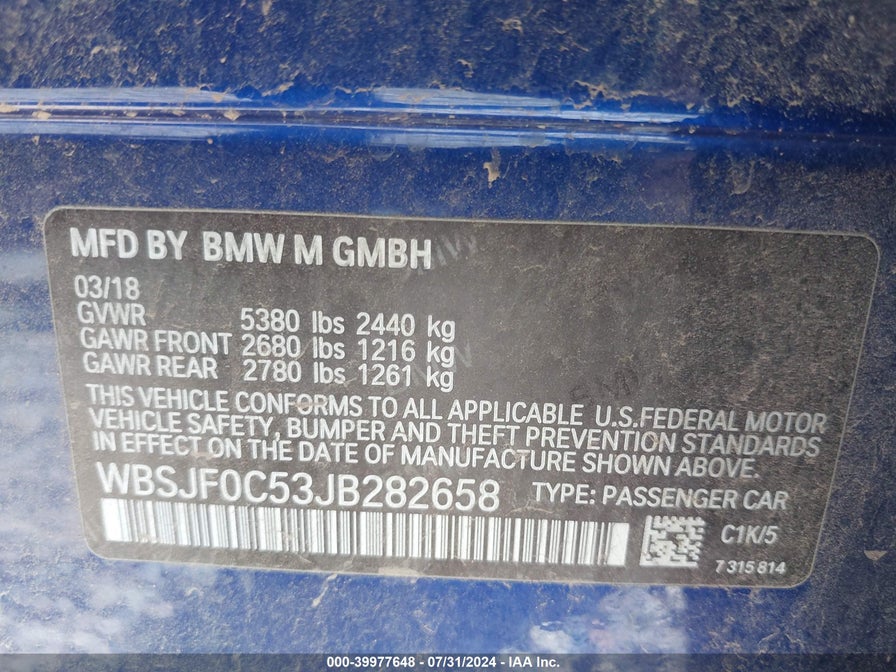 MFD BY BMW M GMBH
03/18
GVWR 5380 lbs 2440 kg
GAWR FRONT 2680 lbs 1216 kg
GAWR REAR 2780 lbs 1261 kg
THIS VEHICLE CONFORMS TO ALL APPLICABLE U.S.FEDERAL MOTOR
VEHICLE SAFETY, BUMPER AND THEFT PREVENTION STANDARDS
IN EFFECT ON THE DATE OF MANUFACTURE SHOWN ABOVE.
WBSJF0C53JB282658 TYPE: PASSENGER CAR
C1K/5
7 315 814
000-39977648 - 07/31/2024 - IAA Inc.